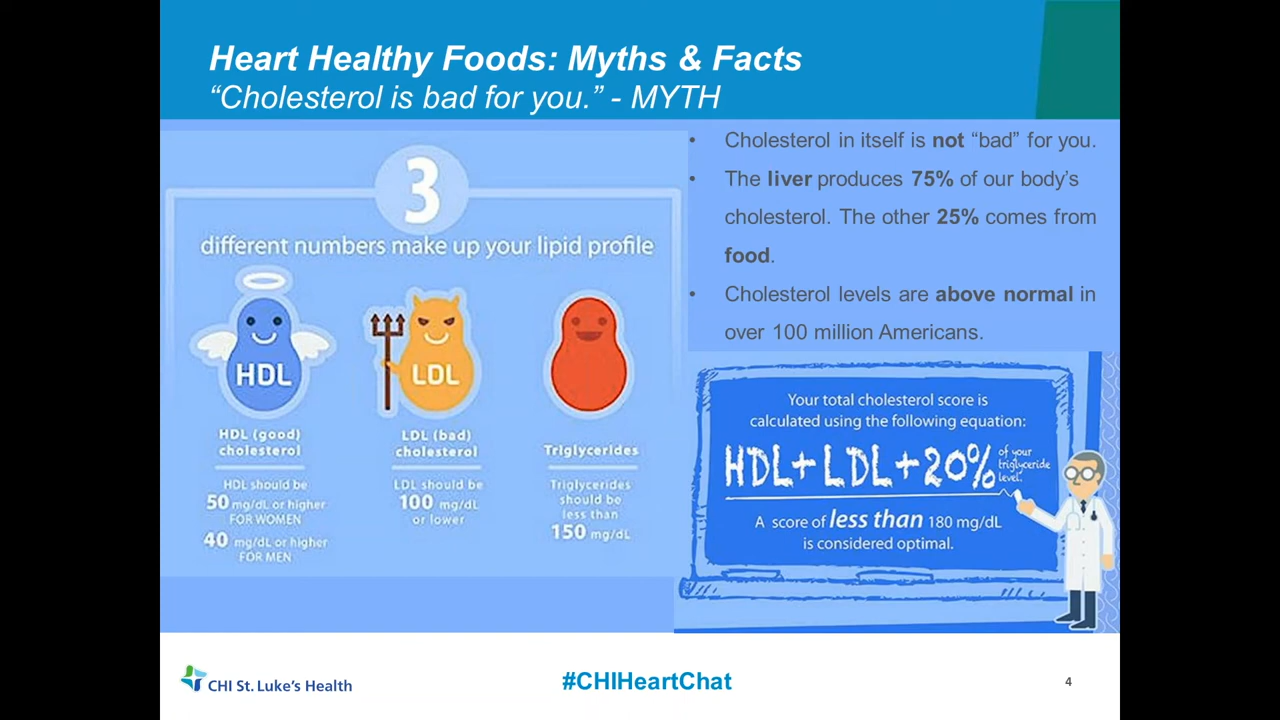 Heart Healthy Foods: Myths & Facts
“Cholesterol is bad for you.” - MYTH
3
different numbers make up your lipid profile
HDL
HDL (good)
cholesterol
HDL should be
50 mg/dL or higher
FOR WOMEN
40 mg/dL or higher
FOR MEN
LDL
LDL (bad)
cholesterol
LDL should be
100 mg/dL
or lower
Triglycerides
Triglycerides
should be
less than
150 mg/dL
• Cholesterol in itself is not “bad” for you.
• The liver produces 75% of our body’s
cholesterol. The other 25% comes from
food.
• Cholesterol levels are above normal in
over 100 million Americans.
Your total cholesterol score is
calculated using the following equation:
HDL+LDL+20% of your
triglyceride
level.
A score of less than 180 mg/dL
is considered optimal.
CHI St. Luke’s Health
#CHIHeartChat
4